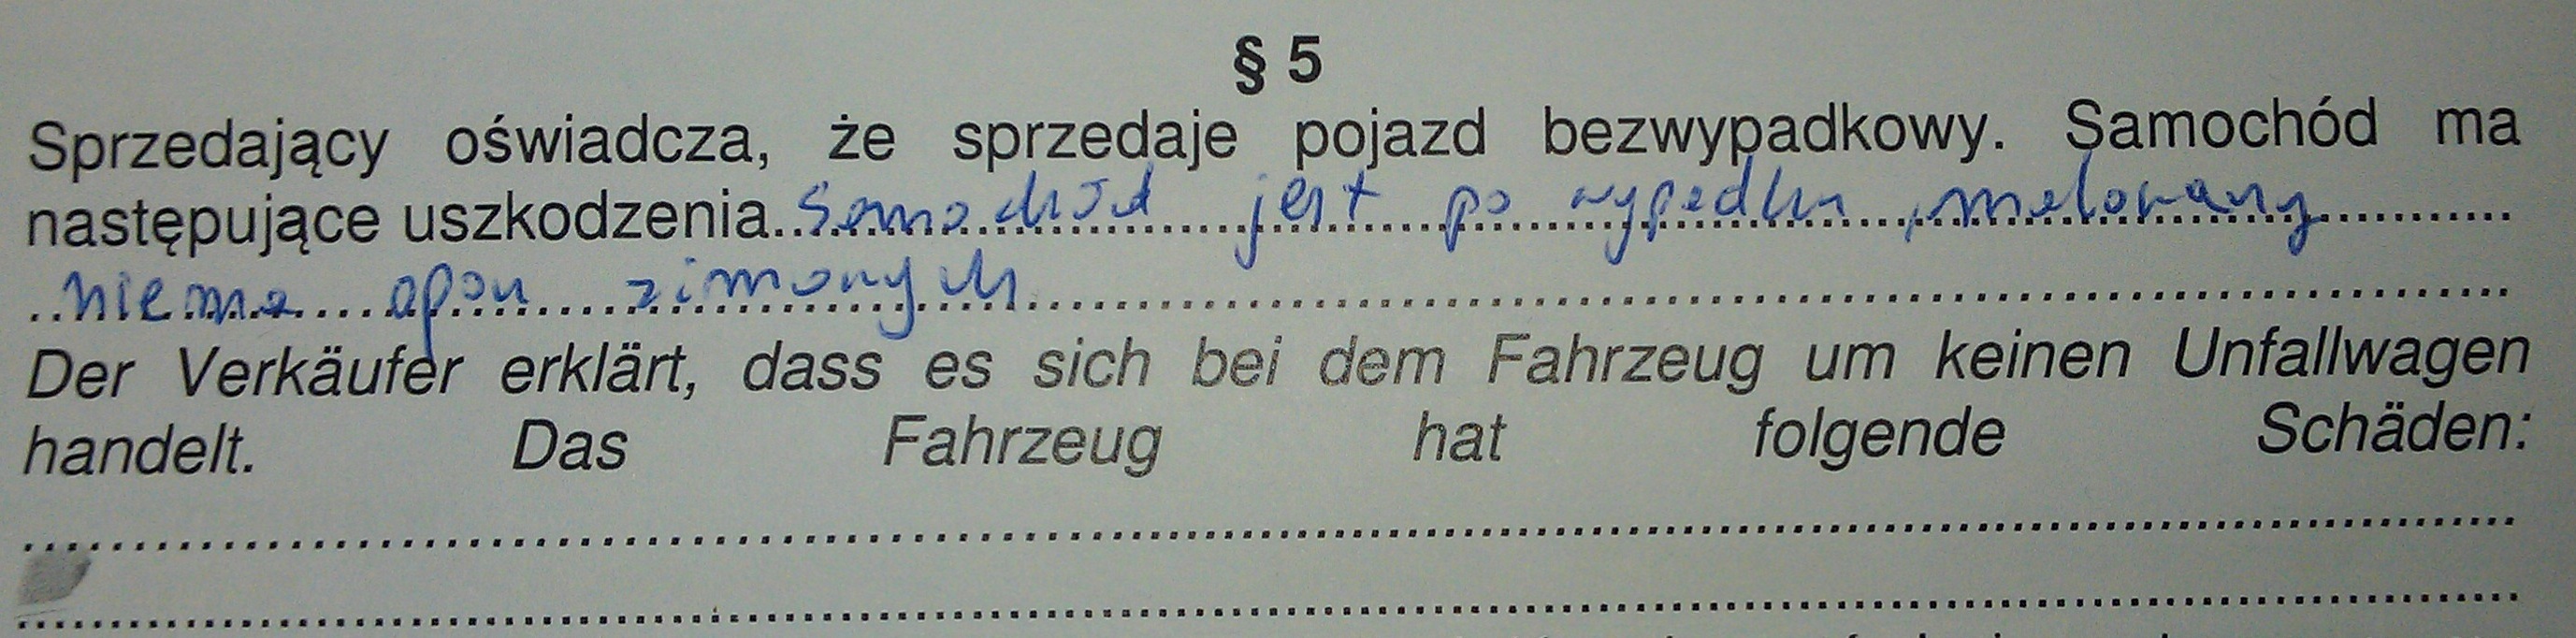 § 5
Sprzedający oświadcza, że sprzedaje pojazd bezwypadkowy. Samochód ma
następujące uszkodzenia..Samochód jest po wypadku, malowany
nie ma opon zimowych
Der Verkäufer erklärt, dass es sich bei dem Fahrzeug um keinen Unfallwagen
handelt. Das Fahrzeug hat folgende Schäden: